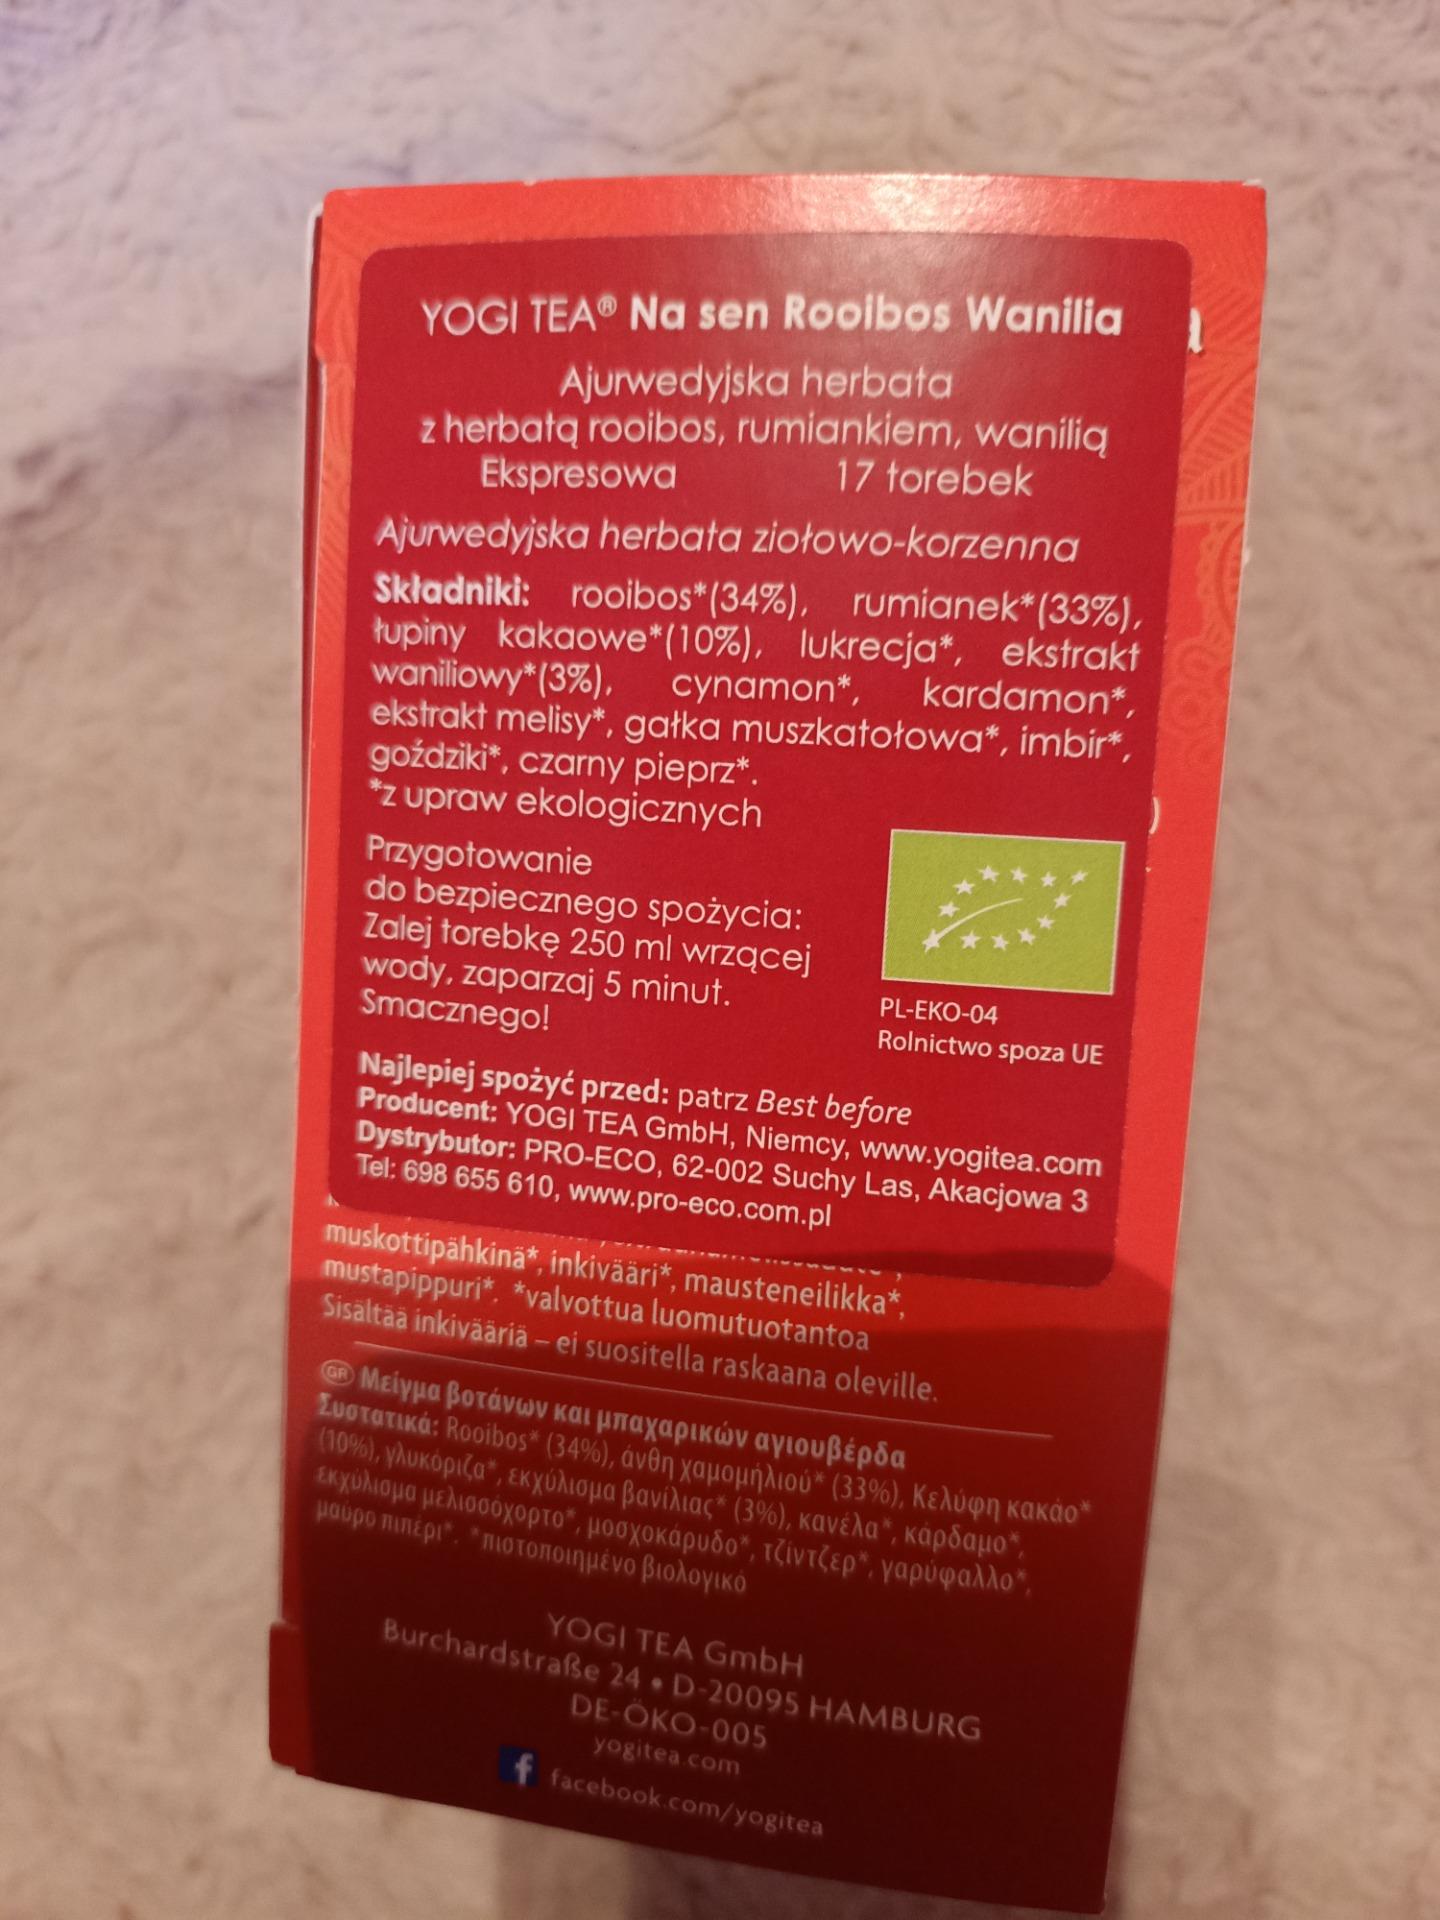 YOGI TEA® Na sen Rooibos Wanilia
Ajurwedyjska herbata
z herbatą rooibos, rumiankiem, wanilią
Ekspresowa 17 torebek
Ajurwedyjska herbata ziołowo-korzenna
Składniki: rooibos*(34%), rumianek*(33%),
łupiny kakaowe*(10%), lukrecja*, ekstrakt
waniliowy*(3%), cynamon*, kardamon*,
ekstrakt melisy*, gałka muszkatołowa*, imbir*,
goździki*, czarny pieprz*.
*z upraw ekologicznych
Przygotowanie
do bezpiecznego spożycia:
Zalej torebkę 250 ml wrzącej
wody, zaparzaj 5 minut.
Smacznego!
PL-EKO-04
Rolnictwo spoza UE
Najlepiej spożyć przed: patrz Best before
Producent: YOGI TEA GmbH, Niemcy, www.yogitea.com
Dystrybutor: PRO-ECO, 62-002 Suchy Las, Akacjowa 3
Tel: 698 655 610, www.pro-eco.com.pl
muskottipähkinä*, inkivääri*, mausteneilikka*,
mustapippuri*. *valvottua luomutuotantoa
Sisältää inkivääriä – ei suositella raskaana oleville.
GR Μείγμα βοτάνων και μπαχαρικών αγιουβέρδα
Συστατικά: Rooibos* (34%), άνθη χαμομηλιού* (33%), Κελύφη κακάο*
(10%), γλυκόριζα*, εκχύλισμα βανίλιας* (3%), κανέλα*, κάρδαμο*,
εκχύλισμα μελισσόχορτο*, μοσχοκάρυδο*, τζίντζερ*, γαρύφαλλο*,
μαύρο πιπέρι*. *πιστοποιημένο βιολογικό
YOGI TEA GmbH
Burchardstraße 24 • D-20095 HAMBURG
DE-ÖKO-005
yogitea.com
f facebook.com/yogitea